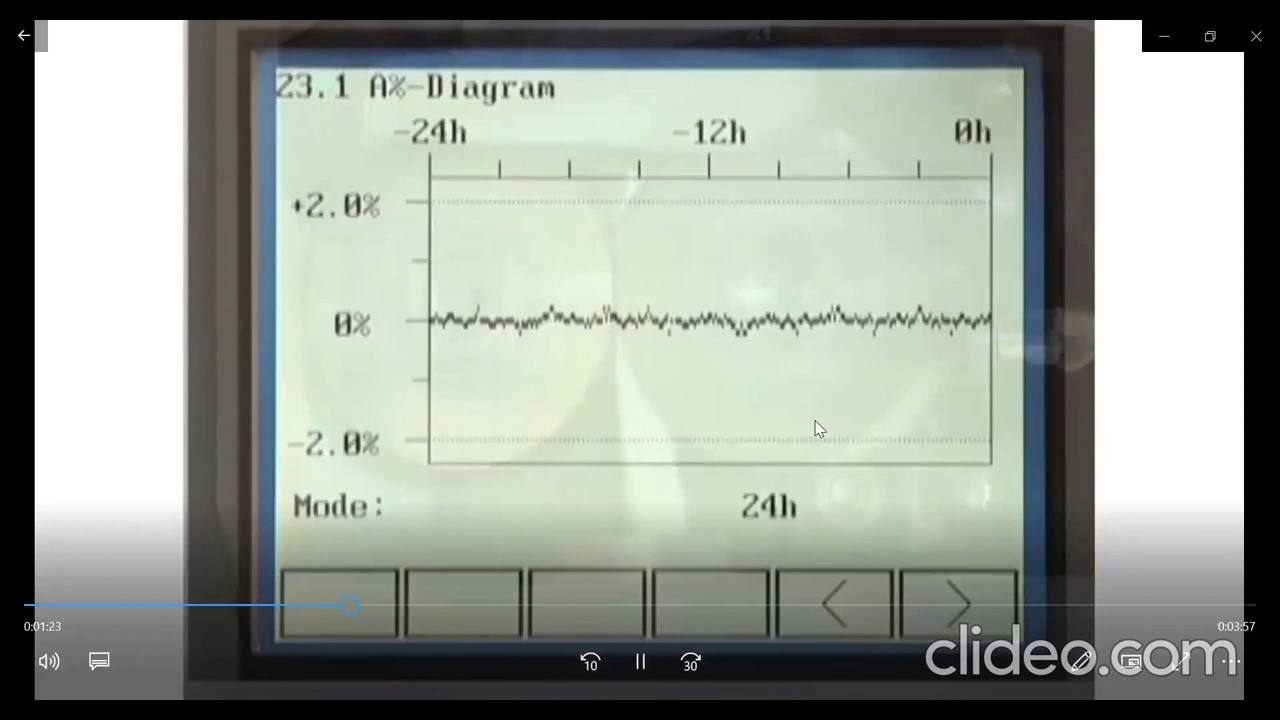 23.1 A%-Diagram
-24h -12h 0h
+2.0%
0%
-2.0%
Mode: 24h
0:01:23 0:03:57
10 30
clideo.com